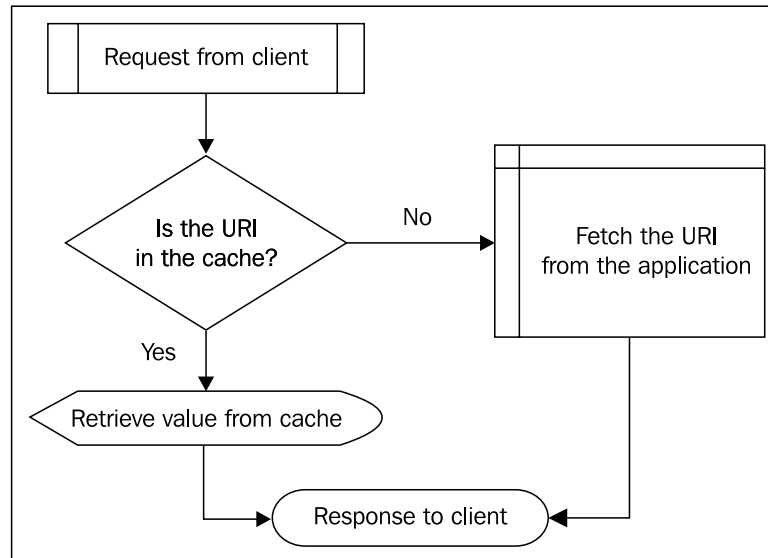 Request from client
Is the URI
in the cache?
No
Fetch the URI
from the application
Yes
Retrieve value from cache
Response to client